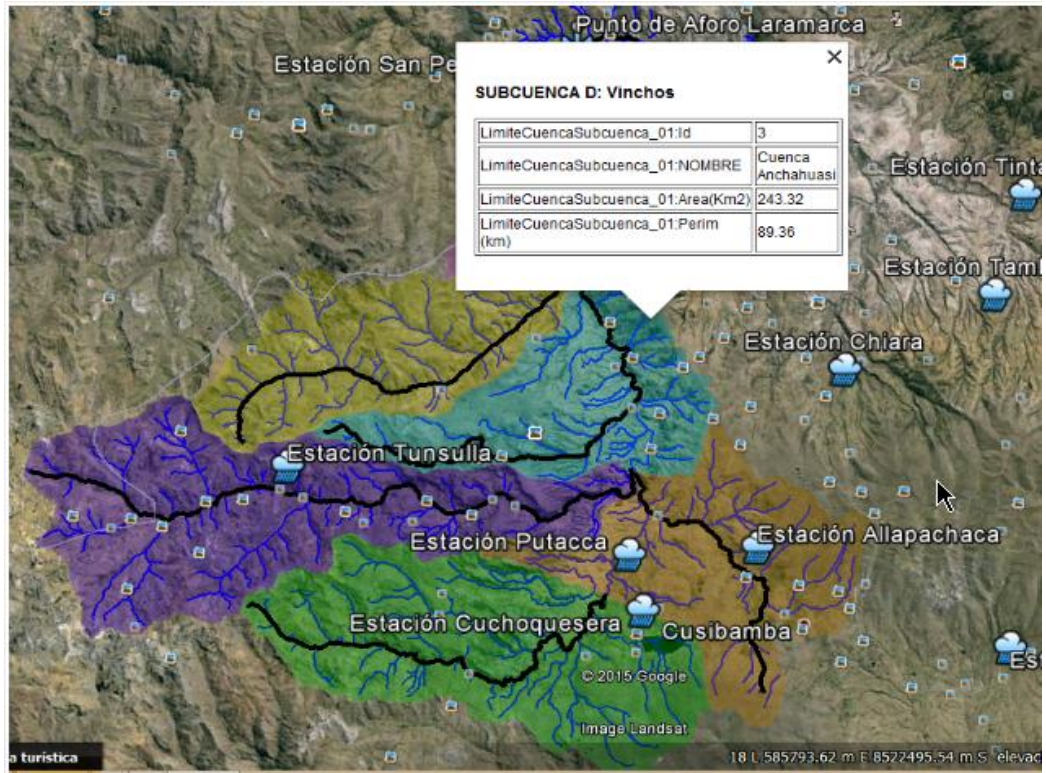 Punto de Aforo Laramarca
Estación San Pe
SUBCUENCA D: Vinchos
LimiteCuencaSubcuenca_01:Id 3
LimiteCuencaSubcuenca_01:NOMBRE Cuenca
Anchahuasi
LimiteCuencaSubcuenca_01:Area(Km2) 243.32
LimiteCuencaSubcuenca_01:Perim
(km) 89.36
Estación Tinta
Estación Tam
Estación Chiara
Estación Tunsulla
Estación Putacca
Estación Allapachaca
Estación Cuchoquesera
Cusibamba
Est
© 2015 Google
Image Landsat
a turística
18 L 585793.62 m E 8522495.54 m S elevac